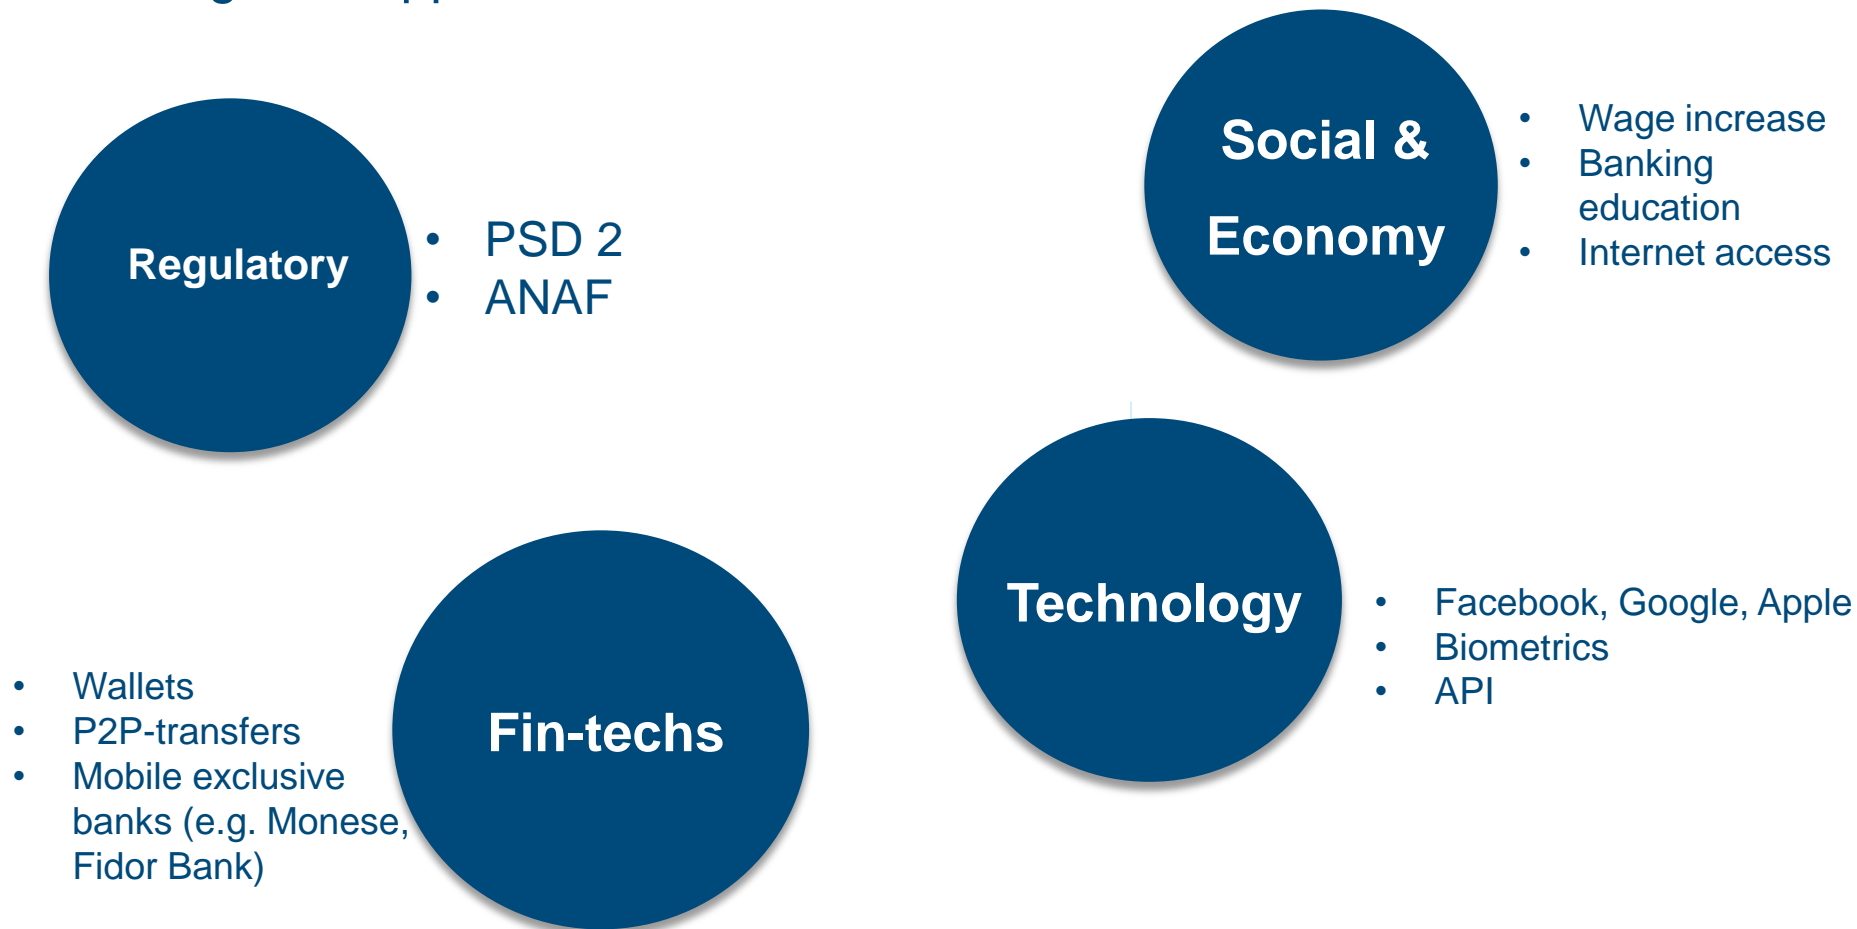 Social &
Economy
• Wage increase
• Banking
education
• Internet access
Regulatory
• PSD 2
• ANAF
Technology
• Facebook, Google, Apple
• Biometrics
• API
Fin-techs
• Wallets
• P2P-transfers
• Mobile exclusive
banks (e.g. Monese,
Fidor Bank)